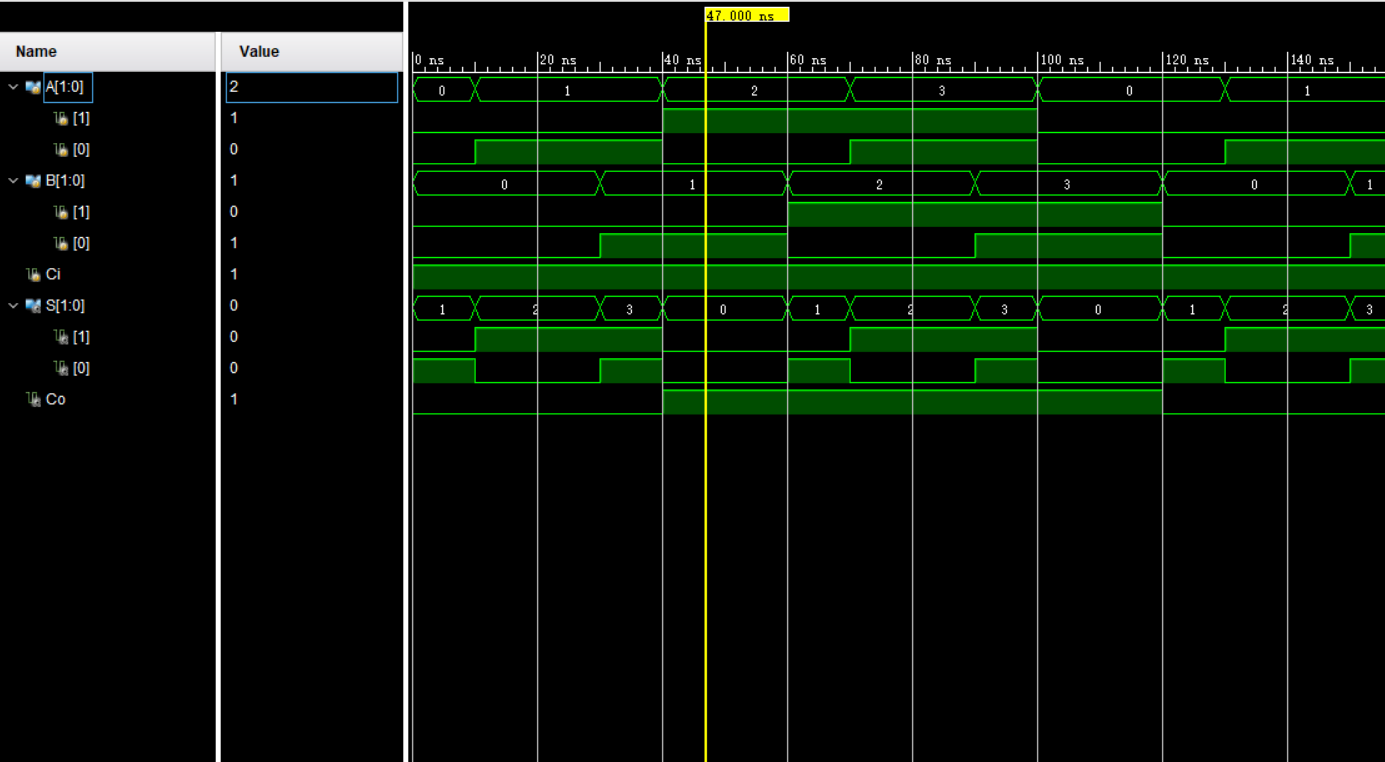 47.000 ns
Name Value
0 ns 20 ns 40 ns 60 ns 80 ns 100 ns 120 ns 140 ns
A[1:0] 2 0 1 2 3 0 1
[1] 1
[0] 0
B[1:0] 1 0 1 2 3 0 1
[1] 0
[0] 1
Ci 1
S[1:0] 0 1 2 3 0 1 2 3 0 1 2 3
[1] 0
[0] 0
Co 1